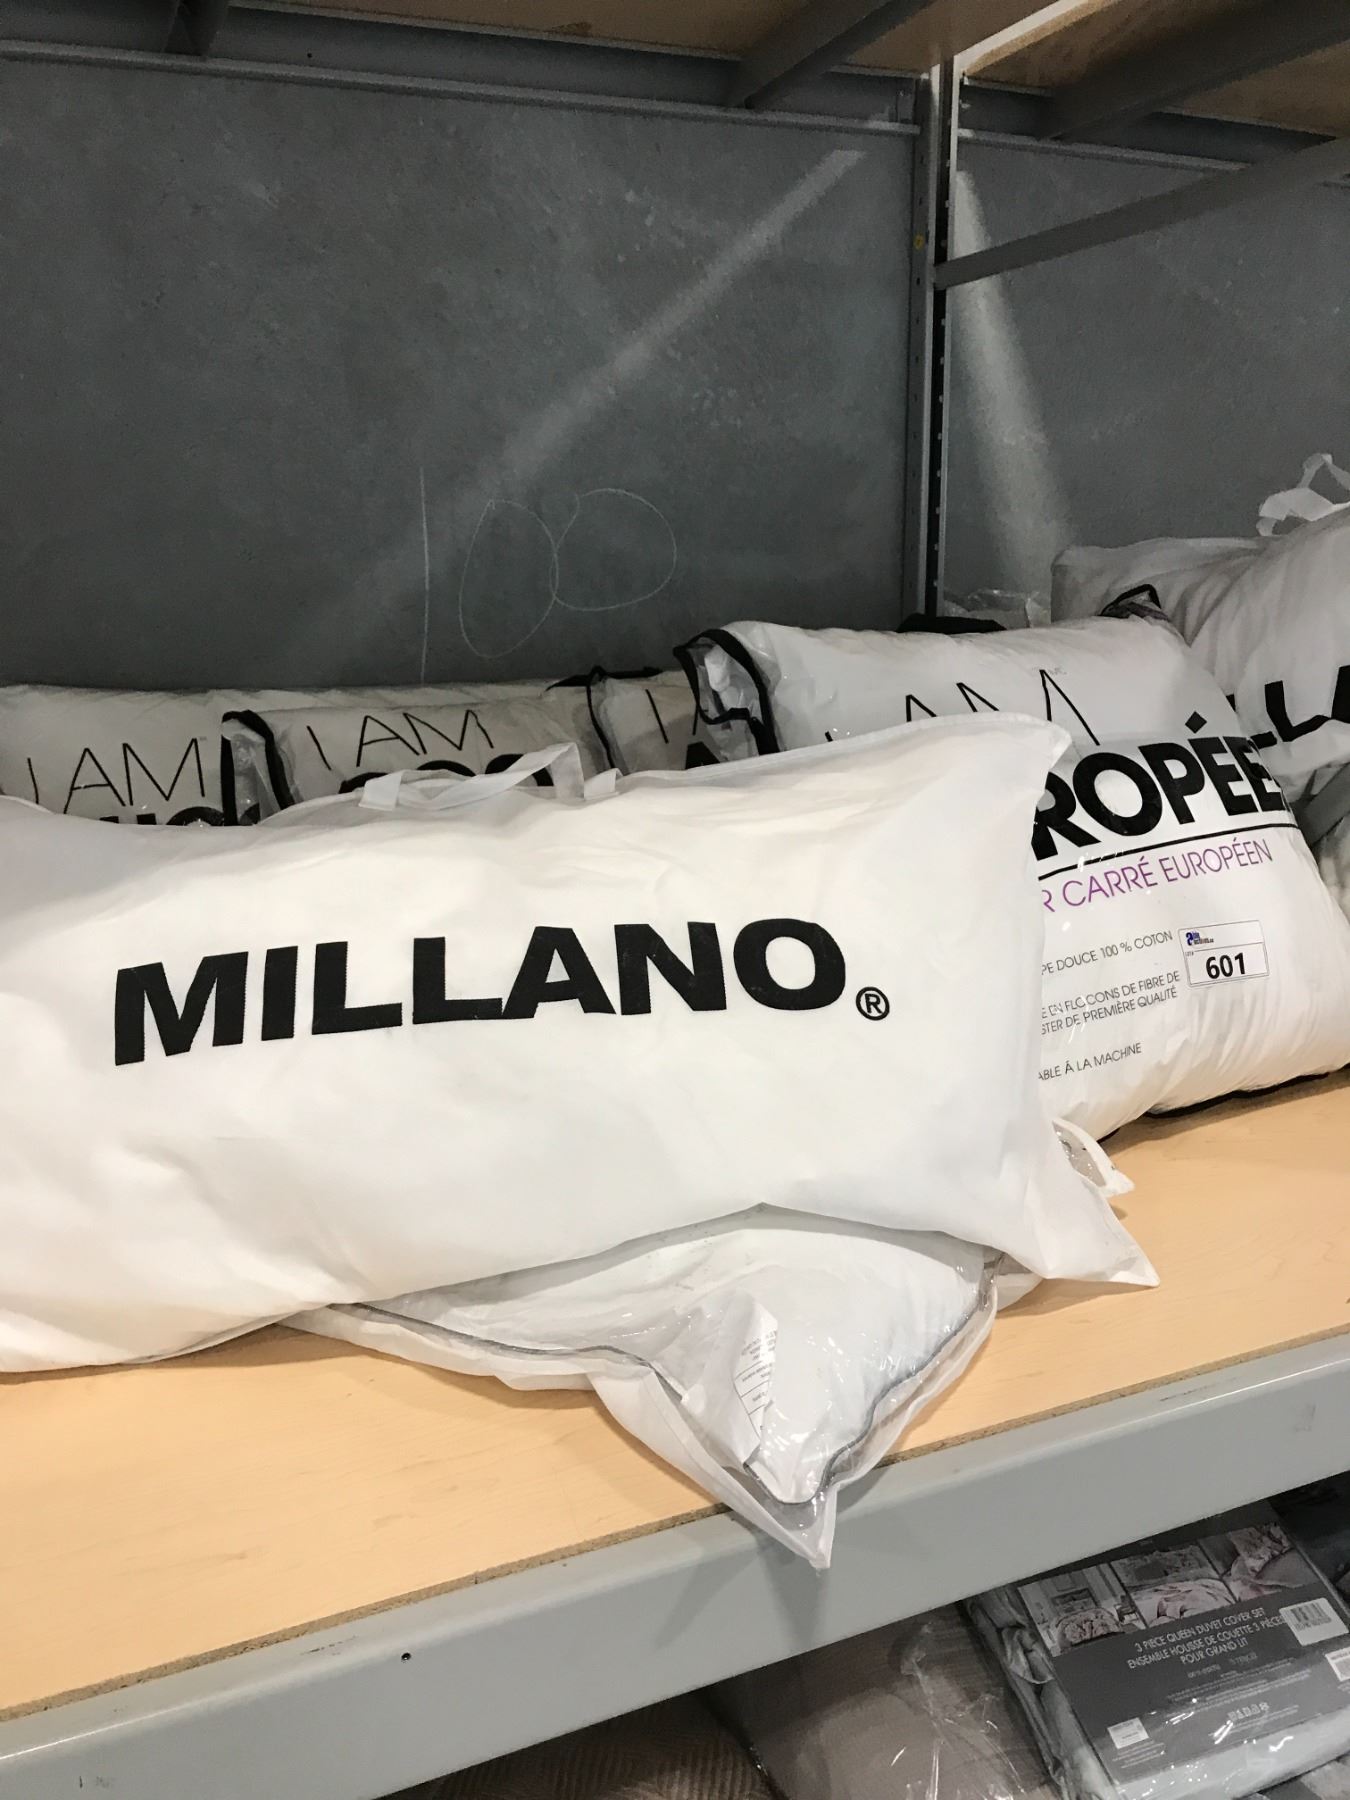 100
I AM
I AM
I AM
MILLANO®
ROPÉE
R CARRÉ EUROPÉEN
PE DOUCE 100 % COTON
E EN FLOCONS DE FIBRE DE
STER DE PREMIÈRE QUALITÉ
ABLE À LA MACHINE
601
3 PIECE QUEEN DUVET COVER SET
ENSEMBLE HOUSSE DE COUETTE 3 PIÈCES
POUR GRAND LIT